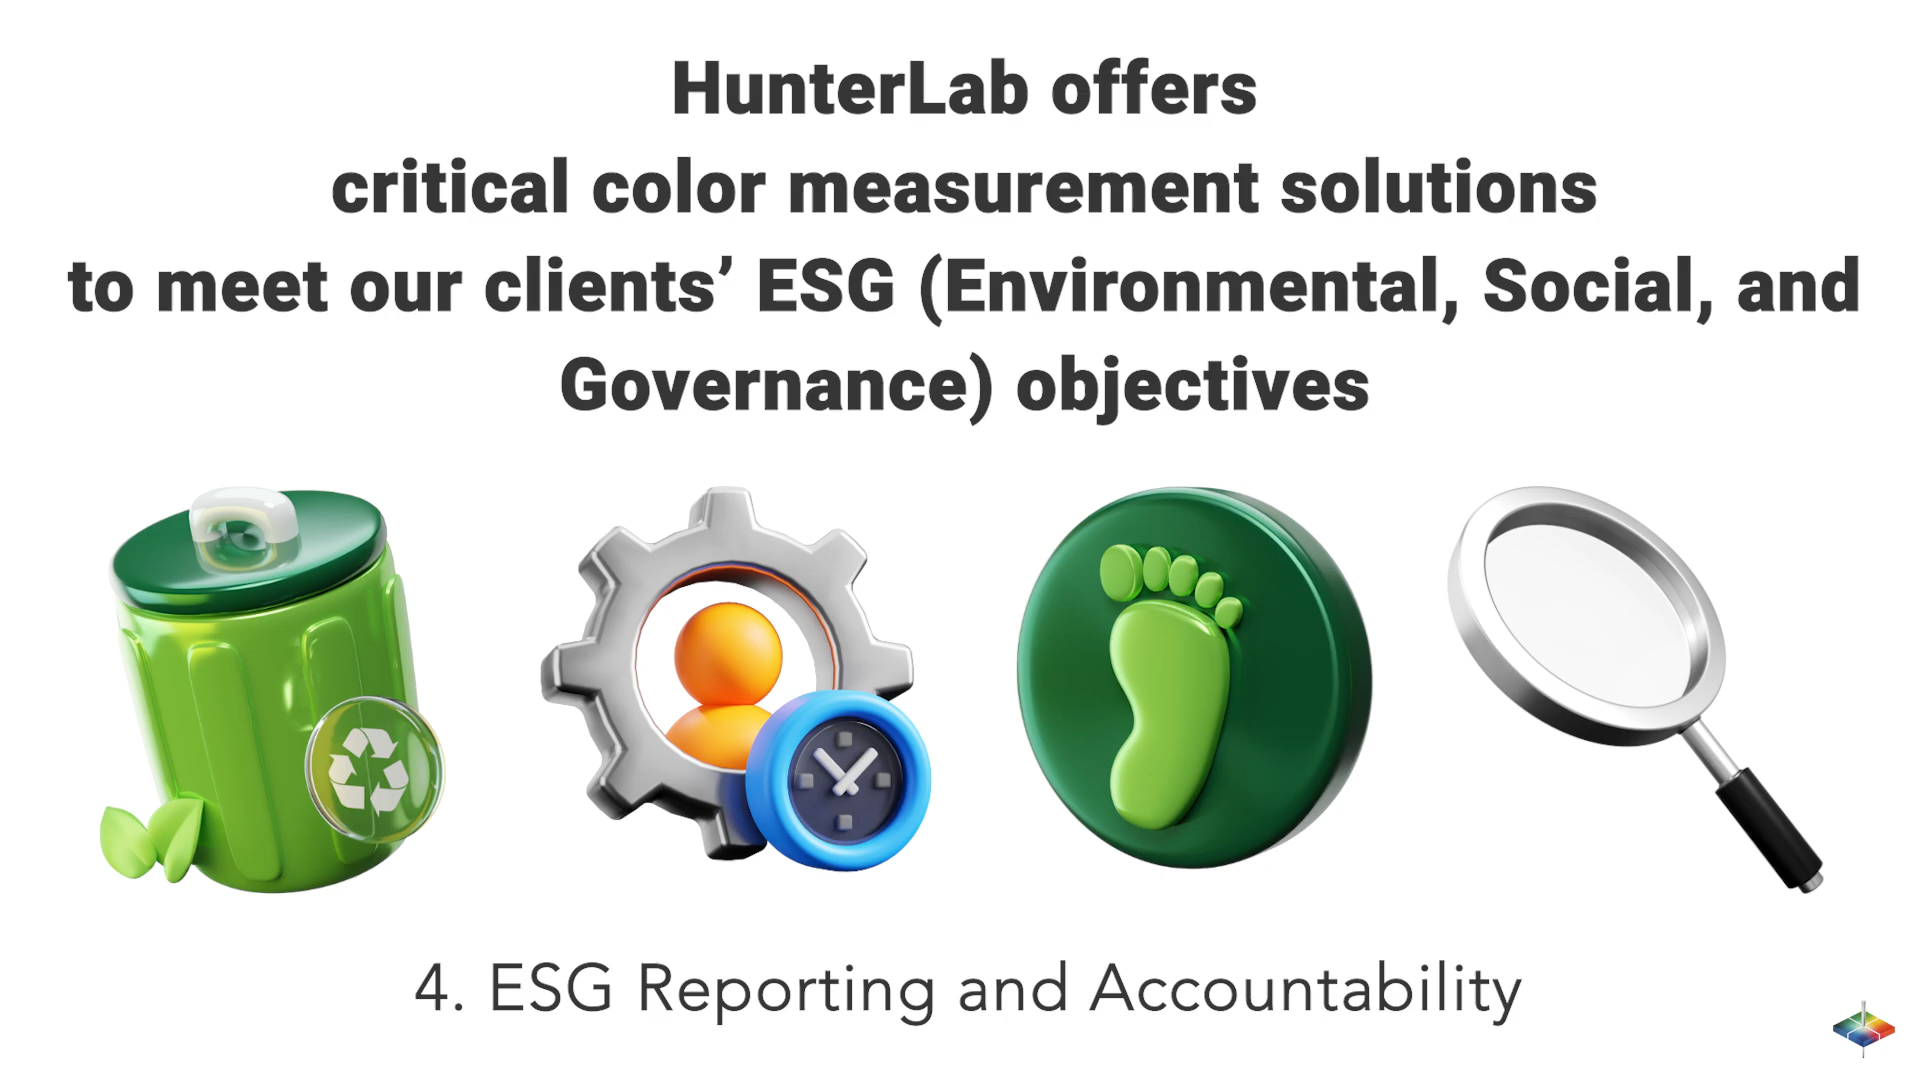 HunterLab offers
critical color measurement solutions
to meet our clients’ ESG (Environmental, Social, and
Governance) objectives
4. ESG Reporting and Accountability